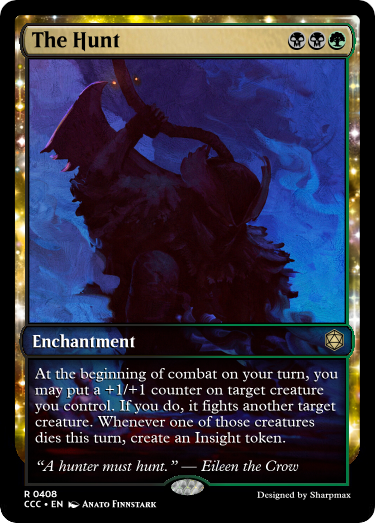 The Hunt
Enchantment
At the beginning of combat on your turn, you
may put a +1/+1 counter on target creature
you control. If you do, it fights another target
creature. Whenever one of those creatures
dies this turn, create an Insight token.
“A hunter must hunt.” — Eileen the Crow
R 0408
CCC • EN Anato Finnstark
Designed by Sharpmax